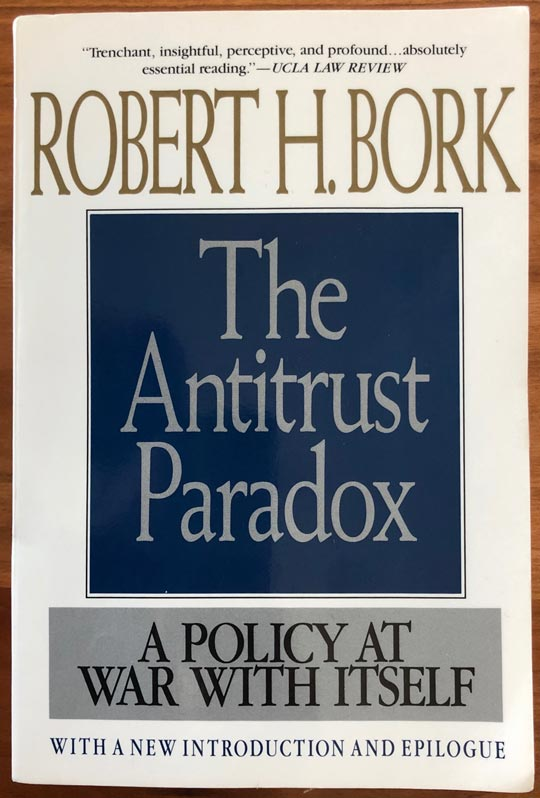 "Trenchant, insightful, perceptive, and profound...absolutely
essential reading."—UCLA LAW REVIEW
ROBERT H. BORK
The
Antitrust
Paradox
A POLICY AT
WAR WITH ITSELF
WITH A NEW INTRODUCTION AND EPILOGUE